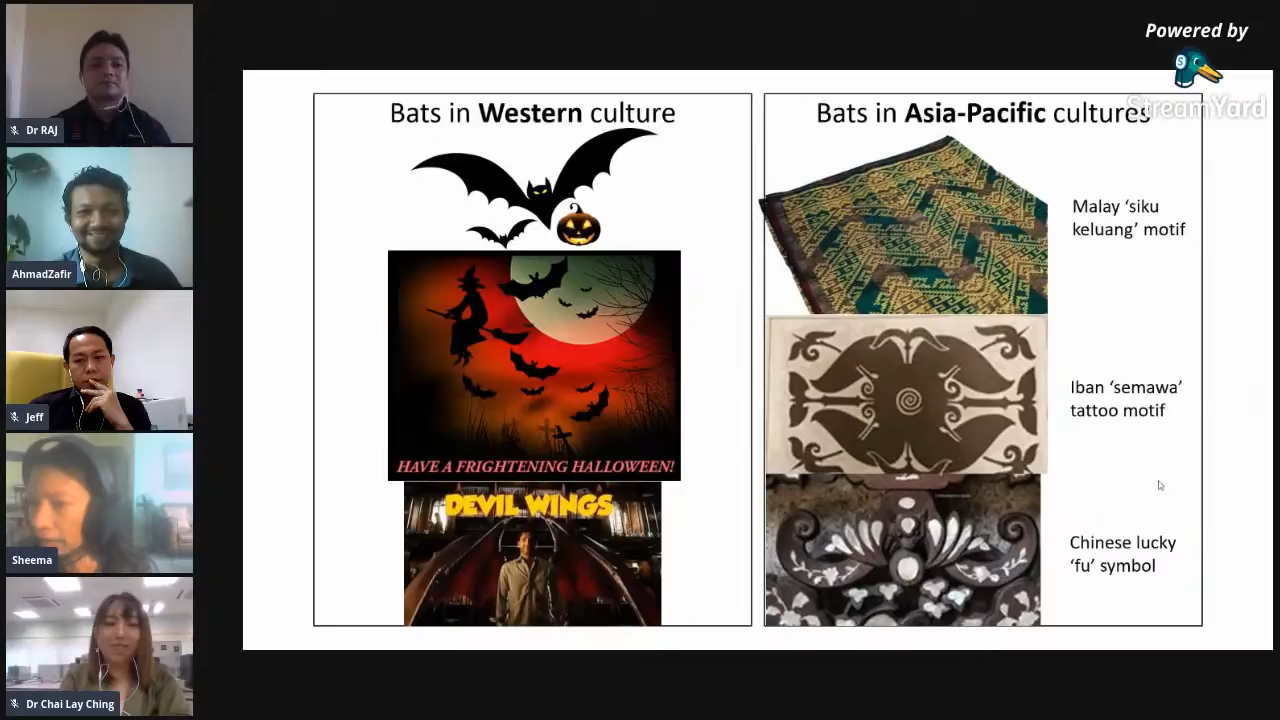 Powered by
StreamYard
Dr RAJ
AhmadZafir
Jeff
Sheema
Dr Chai Lay Ching
Bats in Western culture
HAVE A FRIGHTENING HALLOWEEN!
DEVIL WINGS
Bats in Asia-Pacific cultures
Malay ‘siku
keluang’ motif
Iban ‘semawa’
tattoo motif
Chinese lucky
‘fu’ symbol